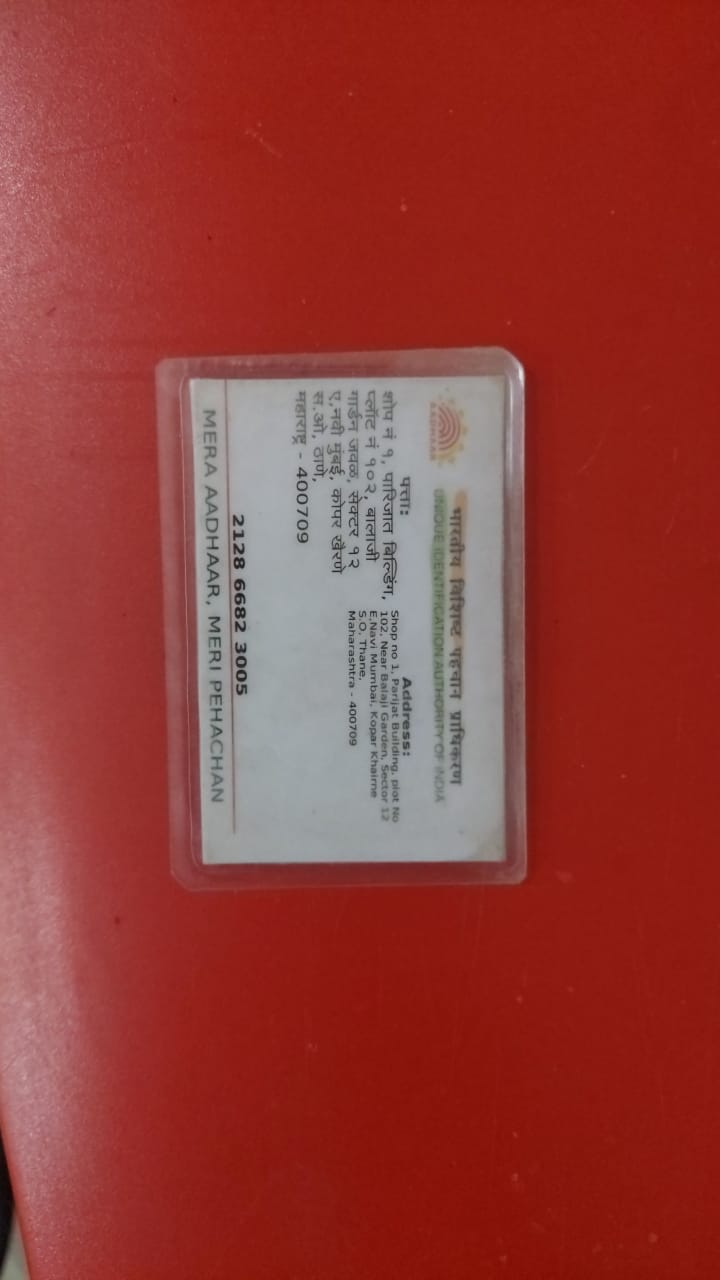 भारतीय विशिष्ट पहचान प्राधिकरण
UNIQUE IDENTIFICATION AUTHORITY OF INDIA
AADHAAR
पत्ता:
शोप नं १, पारिजात बिल्डिंग,
प्लॉट नं १०२, बालाजी
गार्डन जवळ, सेक्टर १२
ए,नवी मुंबई, कोपर खैरणे
स.ओ, ठाणे,
महाराष्ट्र - 400709
Address:
Shop no 1, Parijat Building, plot No
102, Near Balaji Garden, Sector 12
E,Navi Mumbai, Kopar Khairne
S.O, Thane,
Maharashtra - 400709
2128 6682 3005
MERA AADHAAR, MERI PEHACHAN